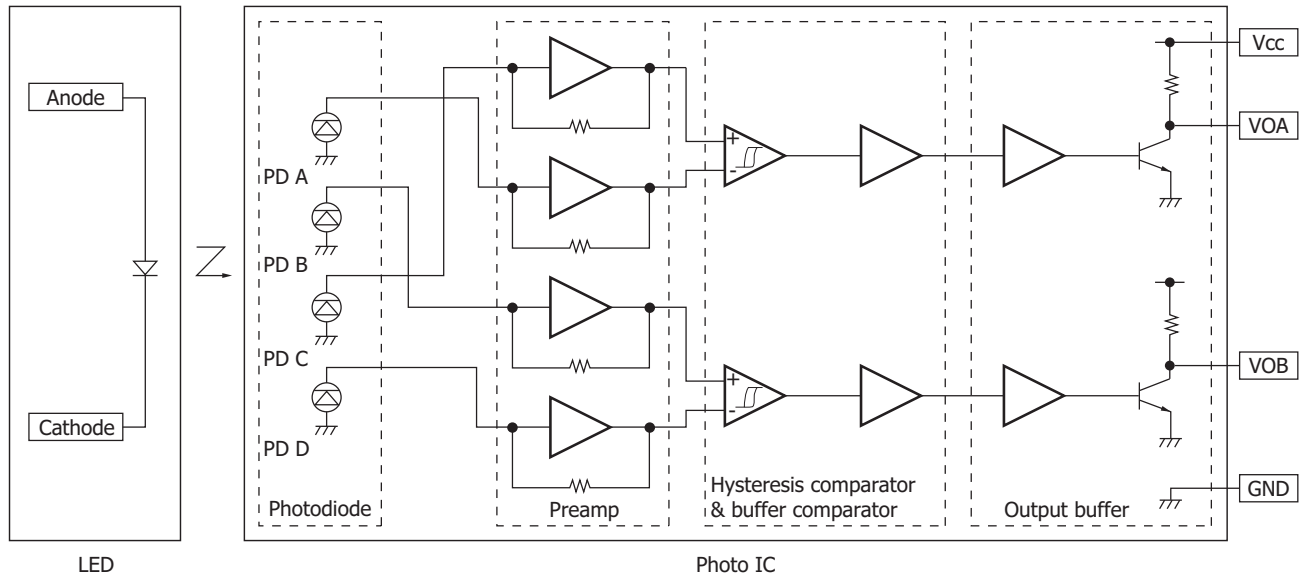 Anode
Cathode
LED
PD A
PD B
PD C
PD D
Photodiode
Preamp
+
-
+
-
Hysteresis comparator
& buffer comparator
Output buffer
Vcc
VOA
VOB
GND
Photo IC